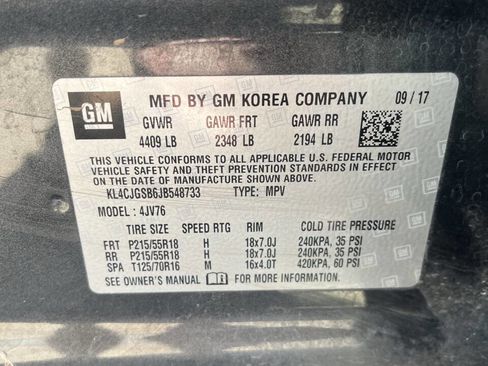 GM
MFD BY GM KOREA COMPANY 09/17
GVWR GAWR FRT GAWR RR
4409 LB 2348 LB 2194 LB
THIS VEHICLE CONFORMS TO ALL APPLICABLE U.S. FEDERAL MOTOR
VEHICLE SAFETY AND THEFT PREVENTION STANDARDS IN EFFECT
ON THE DATE OF MANUFACTURE SHOWN ABOVE.
KL4CJGSB6JB548733 TYPE: MPV
MODEL: 4JV76
TIRE SIZE SPEED RTG RIM COLD TIRE PRESSURE
FRT P215/55R18 H 18x7.0J 240KPA, 35 PSI
RR P215/55R18 H 18x7.0J 240KPA, 35 PSI
SPA T125/70R16 M 16x4.0T 420KPA, 60 PSI
SEE OWNER'S MANUAL i FOR MORE INFORMATION.